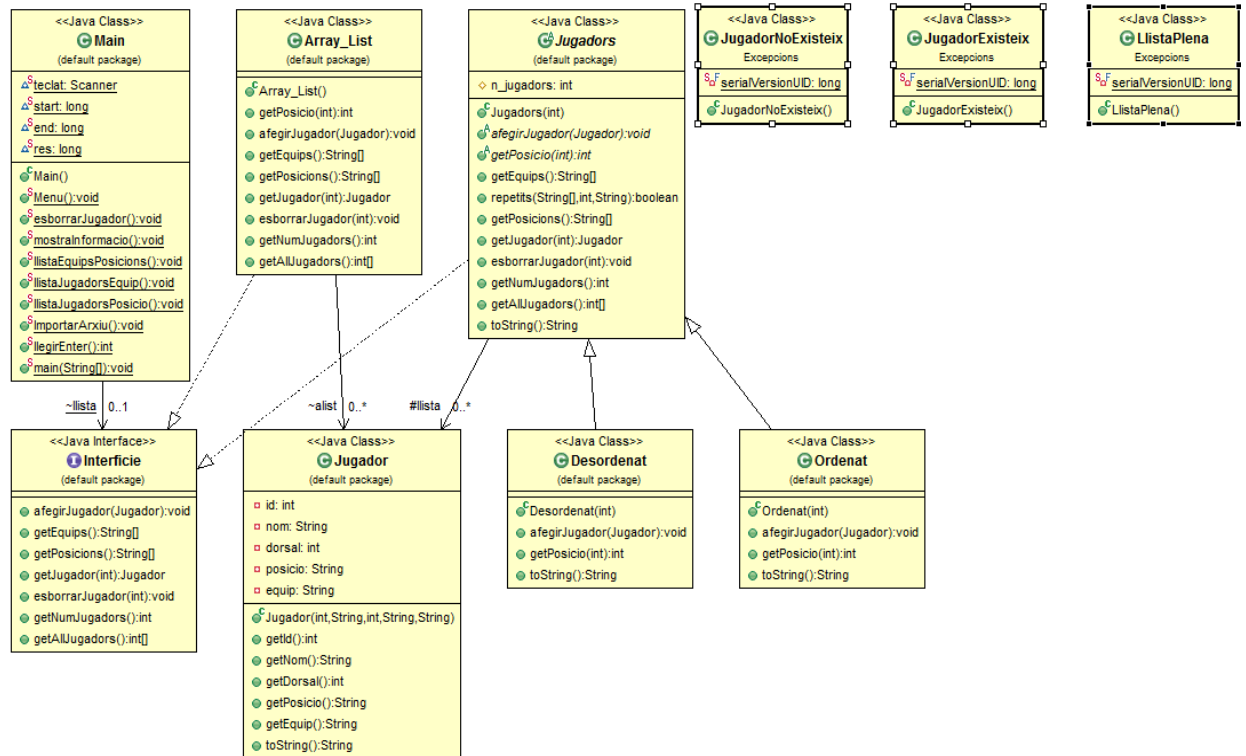 <<Java Class>>
Main
(default package)
teclat: Scanner
start: long
end: long
res: long
Main()
Menu():void
esborrarJugador():void
mostraInformacio():void
llistaEquipsPosicions():void
llistaJugadorsEquip():void
llistaJugadorsPosicio():void
ImportarArxiu():void
llegirEnter():int
main(String[]):void
<<Java Class>>
Array_List
(default package)
Array_List()
getPosicio(int):int
afegirJugador(Jugador):void
getEquips():String[]
getPosicions():String[]
getJugador(int):Jugador
esborrarJugador(int):void
getNumJugadors():int
getAllJugadors():int[]
<<Java Class>>
Jugadors
(default package)
n_jugadors: int
Jugadors(int)
afegirJugador(Jugador):void
getPosicio(int):int
getEquips():String[]
repetits(String[],int,String):boolean
getPosicions():String[]
getJugador(int):Jugador
esborrarJugador(int):void
getNumJugadors():int
getAllJugadors():int[]
toString():String
<<Java Class>>
JugadorNoExisteix
Excepcions
serialVersionUID: long
JugadorNoExisteix()
<<Java Class>>
JugadorExisteix
Excepcions
serialVersionUID: long
JugadorExisteix()
<<Java Class>>
LlistaPlena
Excepcions
serialVersionUID: long
LlistaPlena()
~llista 0..1
~alist 0..*
#llista 0..*
<<Java Interface>>
Interficie
(default package)
afegirJugador(Jugador):void
getEquips():String[]
getPosicions():String[]
getJugador(int):Jugador
esborrarJugador(int):void
getNumJugadors():int
getAllJugadors():int[]
<<Java Class>>
Jugador
(default package)
id: int
nom: String
dorsal: int
posicio: String
equip: String
Jugador(int,String,int,String,String)
getId():int
getNom():String
getDorsal():int
getPosicio():String
getEquip():String
toString():String
<<Java Class>>
Desordenat
(default package)
Desordenat(int)
afegirJugador(Jugador):void
getPosicio(int):int
toString():String
<<Java Class>>
Ordenat
(default package)
Ordenat(int)
afegirJugador(Jugador):void
getPosicio(int):int
toString():String